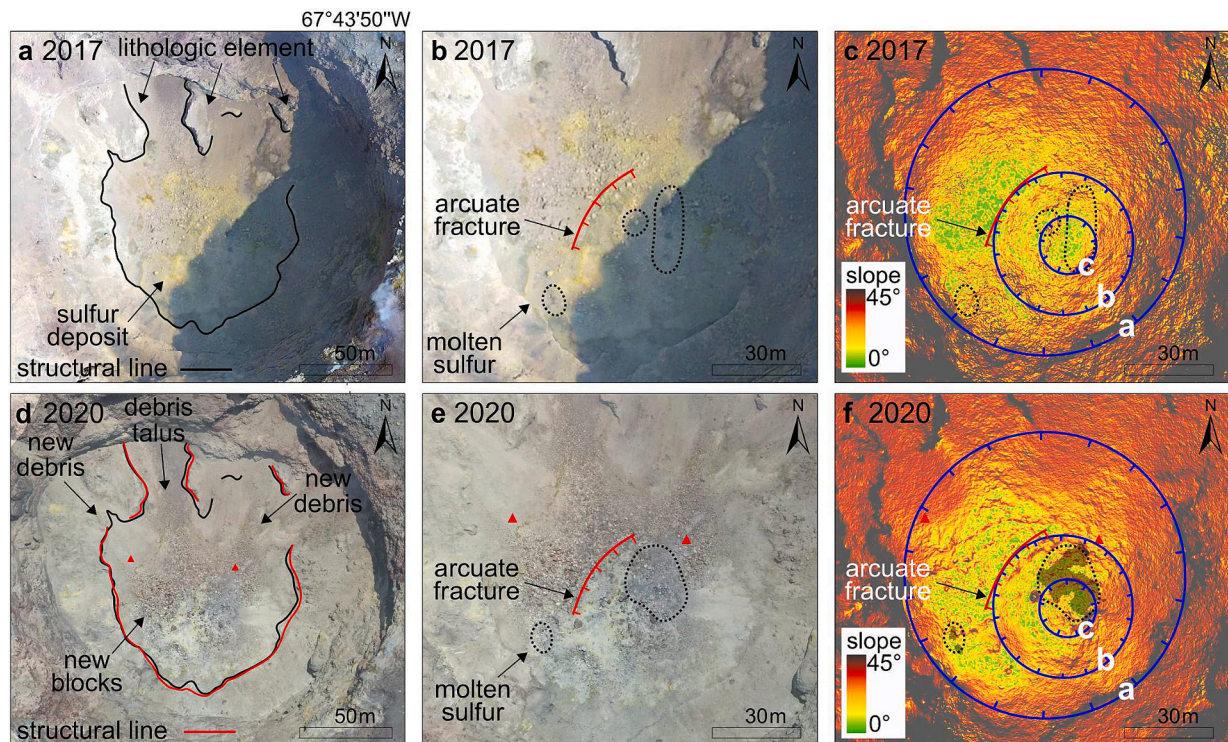 67°43'50"W
a 2017
lithologic element
N
sulfur
deposit
structural line
50m
b 2017
N
arcuate
fracture
molten
sulfur
30m
c 2017
N
arcuate
fracture
slope
45°
0°
c
b
a
30m
d 2020
debris
talus
N
new
debris
new
debris
new
blocks
structural line
50m
e 2020
N
arcuate
fracture
molten
sulfur
30m
f 2020
N
arcuate
fracture
slope
45°
0°
c
b
a
30m